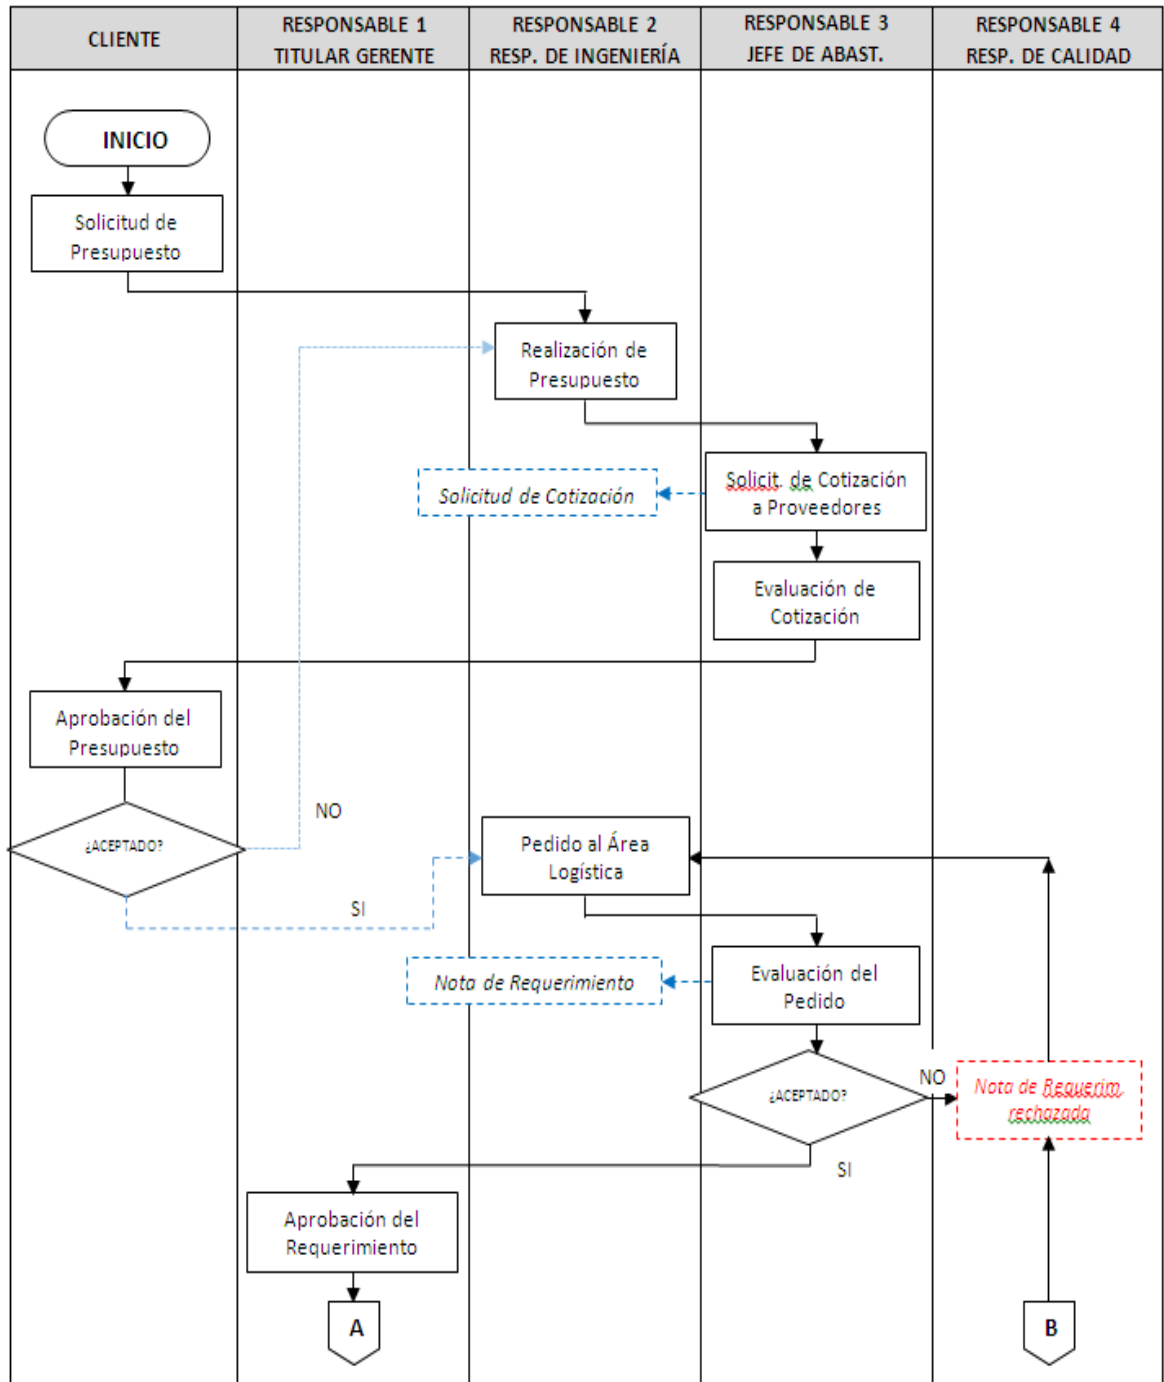 CLIENTE
RESPONSABLE 1
TITULAR GERENTE
RESPONSABLE 2
RESP. DE INGENIERÍA
RESPONSABLE 3
JEFE DE ABAST.
RESPONSABLE 4
RESP. DE CALIDAD
INICIO
Solicitud de
Presupuesto
Realización de
Presupuesto
Solicitud de Cotización
Solicit. de Cotización
a Proveedores
Evaluación de
Cotización
Aprobación del
Presupuesto
¿ACEPTADO?
NO
SI
Pedido al Área
Logística
Nota de Requerimiento
Evaluación del
Pedido
¿ACEPTADO?
NO
SI
Nota de Requerim.
rechazada
Aprobación del
Requerimiento
A
B